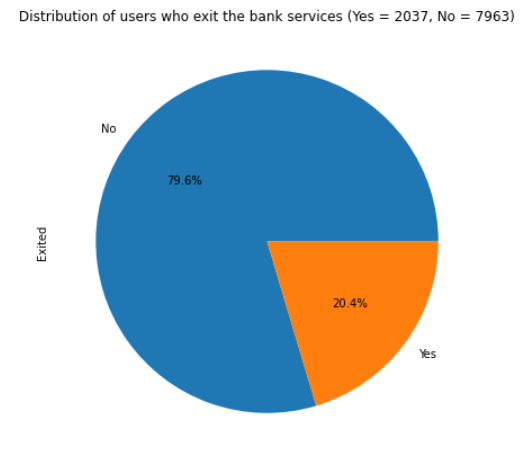 Distribution of users who exit the bank services (Yes = 2037, No = 7963)
No
79.6%
Exited
20.4%
Yes